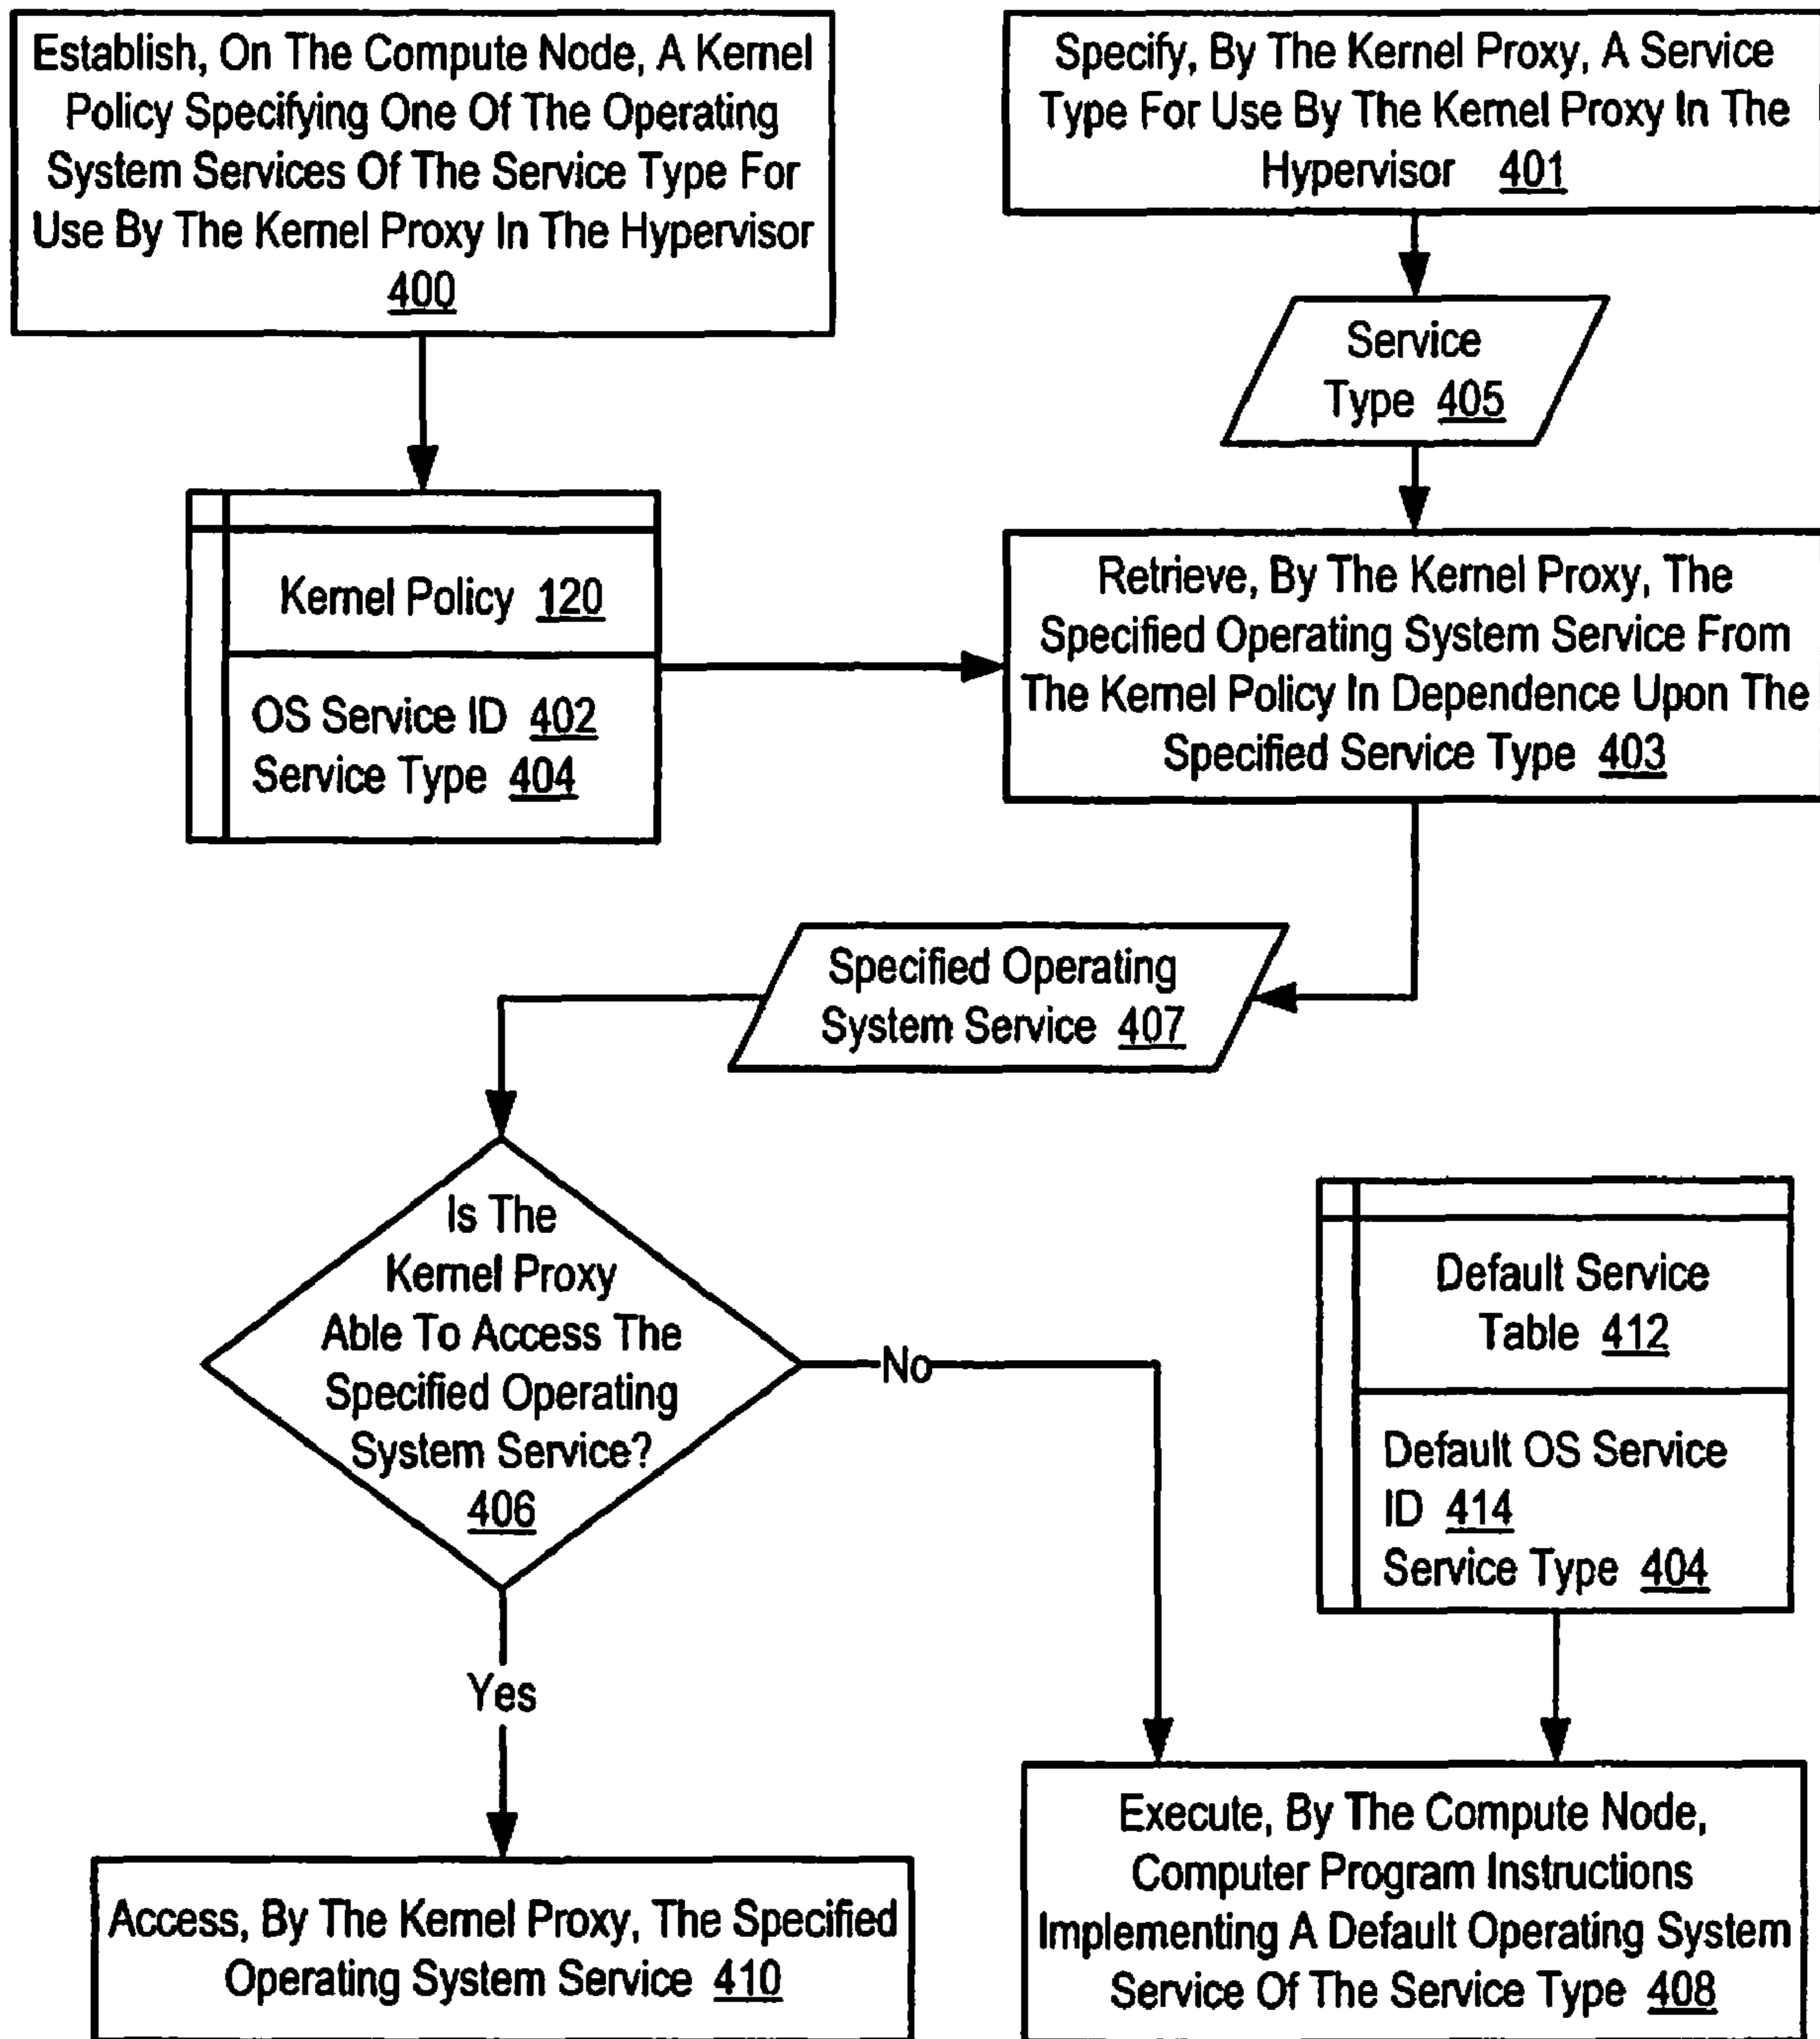 Establish, On The Compute Node, A Kernel
Policy Specifying One Of The Operating
System Services Of The Service Type For
Use By The Kernel Proxy In The Hypervisor
400
Specify, By The Kernel Proxy, A Service
Type For Use By The Kernel Proxy In The
Hypervisor 401
Service
Type 405
Kernel Policy 120
OS Service ID 402
Service Type 404
Retrieve, By The Kernel Proxy, The
Specified Operating System Service From
The Kernel Policy In Dependence Upon The
Specified Service Type 403
Specified Operating
System Service 407
Is The
Kernel Proxy
Able To Access The
Specified Operating
System Service?
406
No
Yes
Default Service
Table 412
Default OS Service
ID 414
Service Type 404
Access, By The Kernel Proxy, The Specified
Operating System Service 410
Execute, By The Compute Node,
Computer Program Instructions
Implementing A Default Operating System
Service Of The Service Type 408